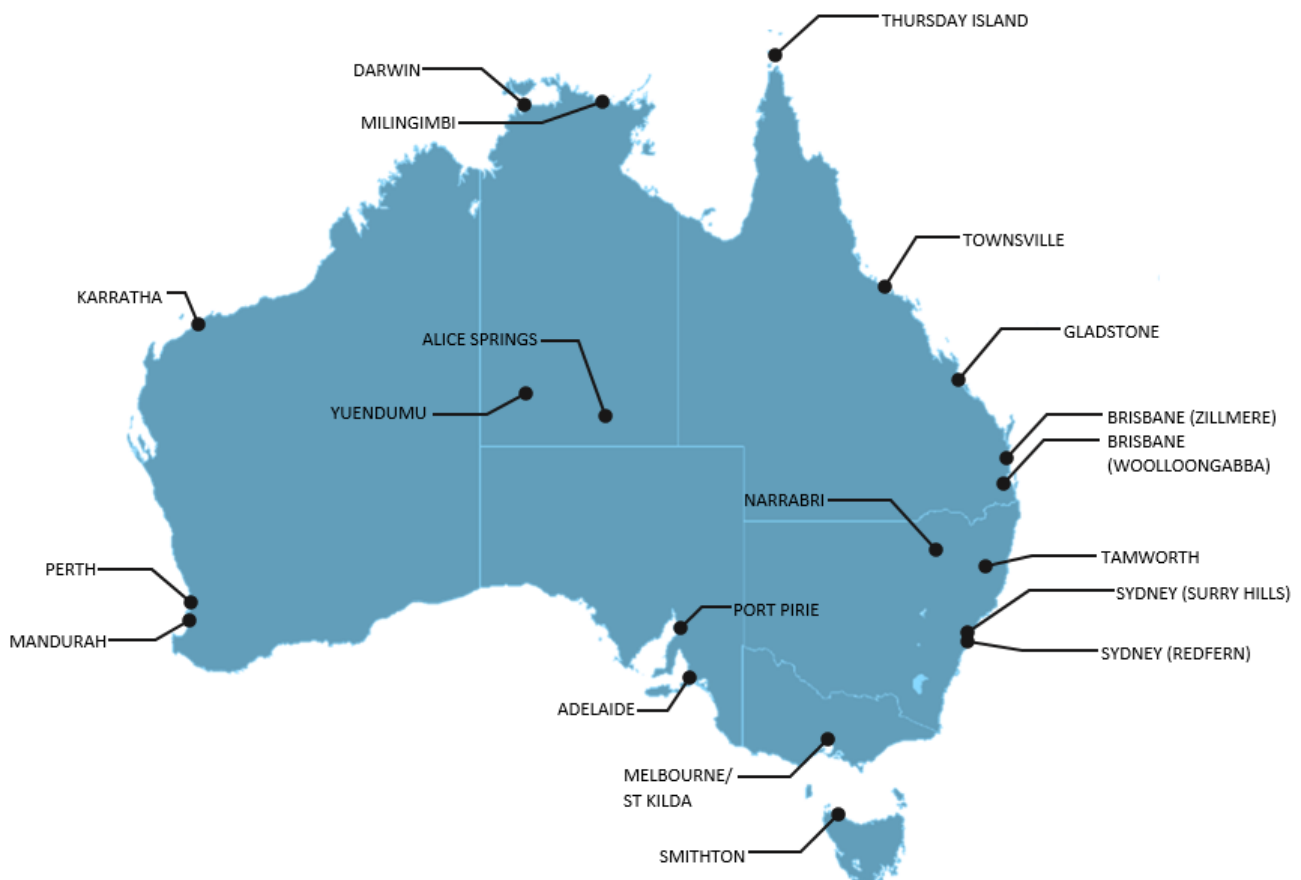 THURSDAY ISLAND
DARWIN
MILINGIMBI
TOWNSVILLE
KARRATHA
GLADSTONE
ALICE SPRINGS
YUENDUMU
BRISBANE (ZILLMERE)
BRISBANE
(WOOLLOONGABBA)
NARRABRI
TAMWORTH
PERTH
SYDNEY (SURRY HILLS)
PORT PIRIE
MANDURAH
SYDNEY (REDFERN)
ADELAIDE
MELBOURNE/
ST KILDA
SMITHTON